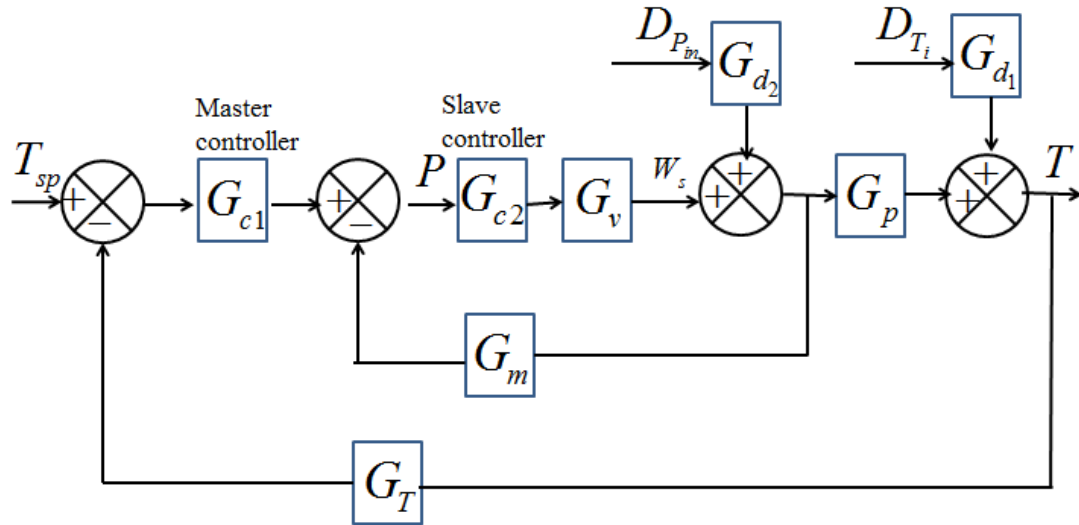 D_{P_{in}}
G_{d_2}
D_{T_i}
G_{d_1}
Master
controller
Slave
controller
T_{sp}
+
−
G_{c1}
+
−
P
G_{c2}
G_v
W_s
+
+
G_p
+
+
T
G_m
G_T